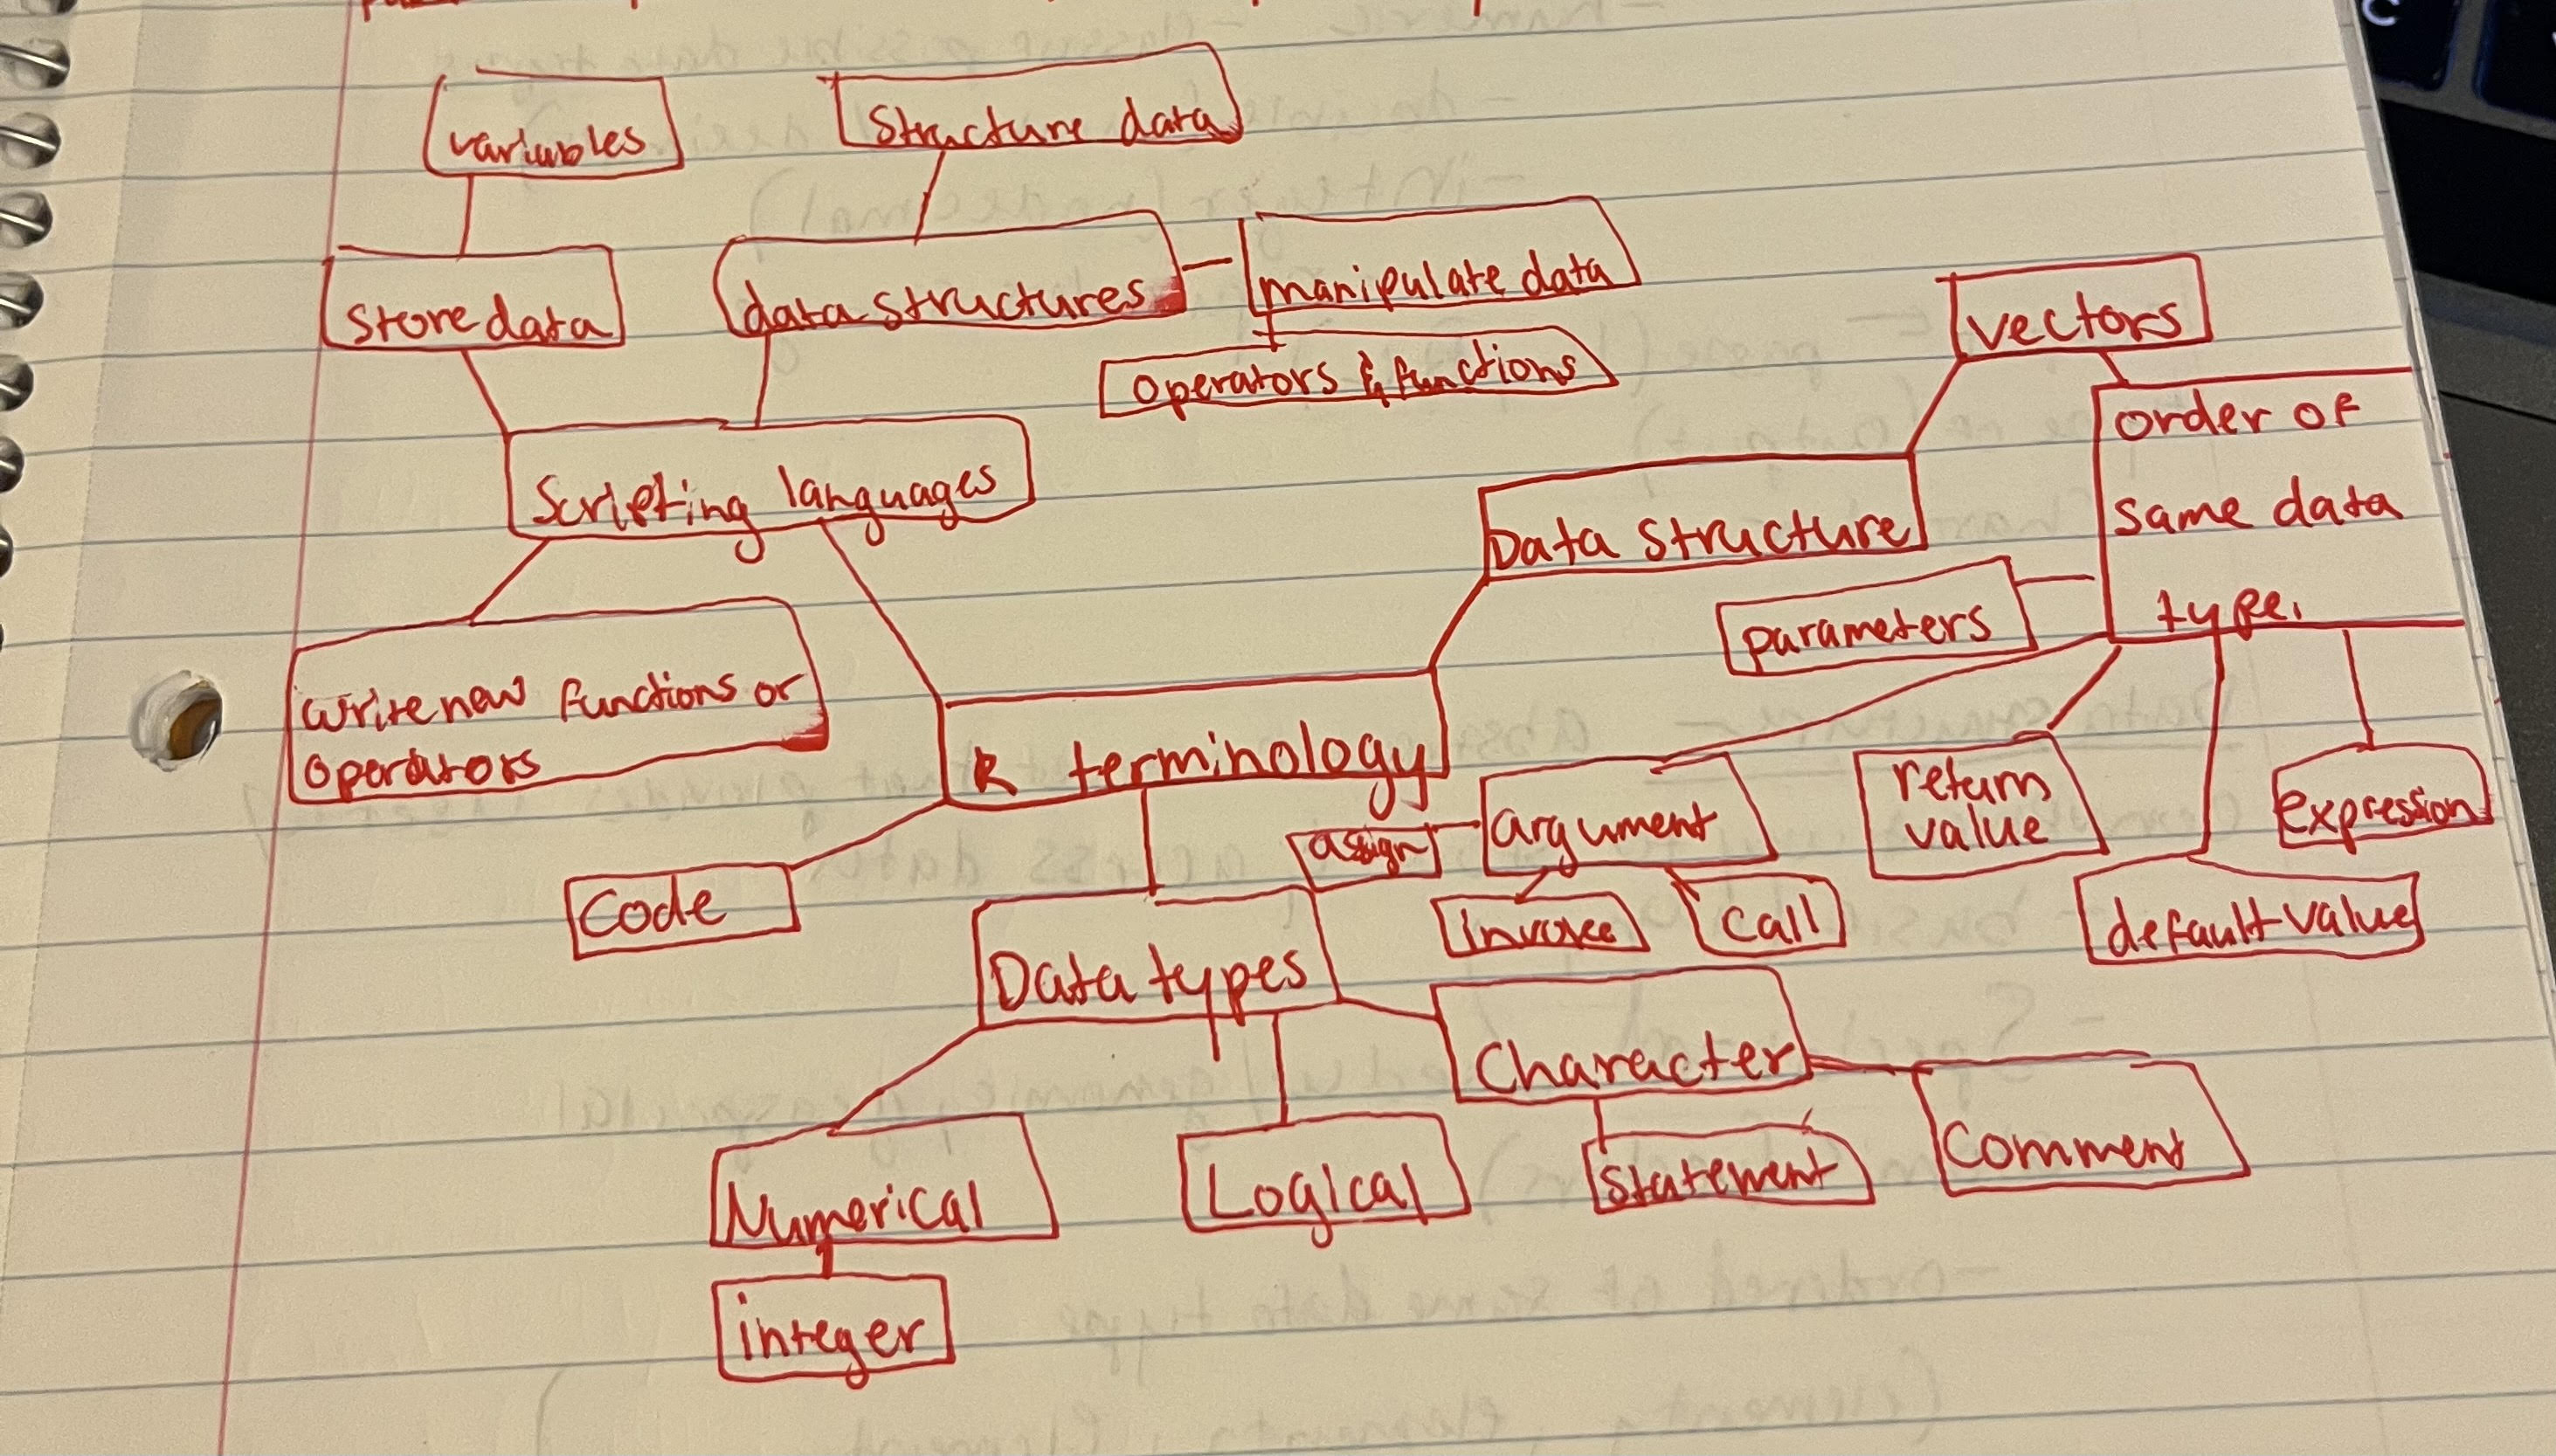 variables
Structure data
store data
data structures
manipulate data
operators & functions
vectors
order of
same data
type.
Scripting languages
Data structure
parameters
write new functions or
operators
R terminology
argument
assign
return
value
expression
Code
invokee
call
default value
Data types
Character
statement
comment
Numerical
Logical
integer
C